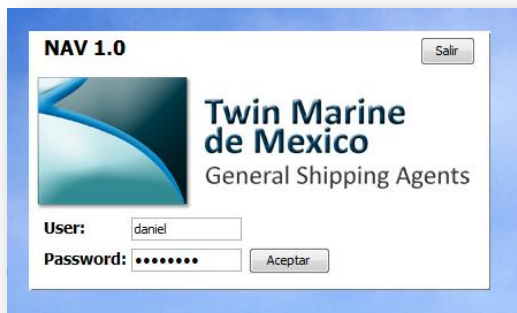 NAV 1.0
Salir
Twin Marine
de Mexico
General Shipping Agents
User: daniel
Password: ●●●●●●●● Aceptar